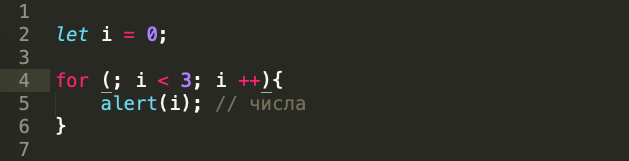 1
2 let i = 0;
3
4 for (; i < 3; i ++){
5     alert(i); // числа
6 }
7